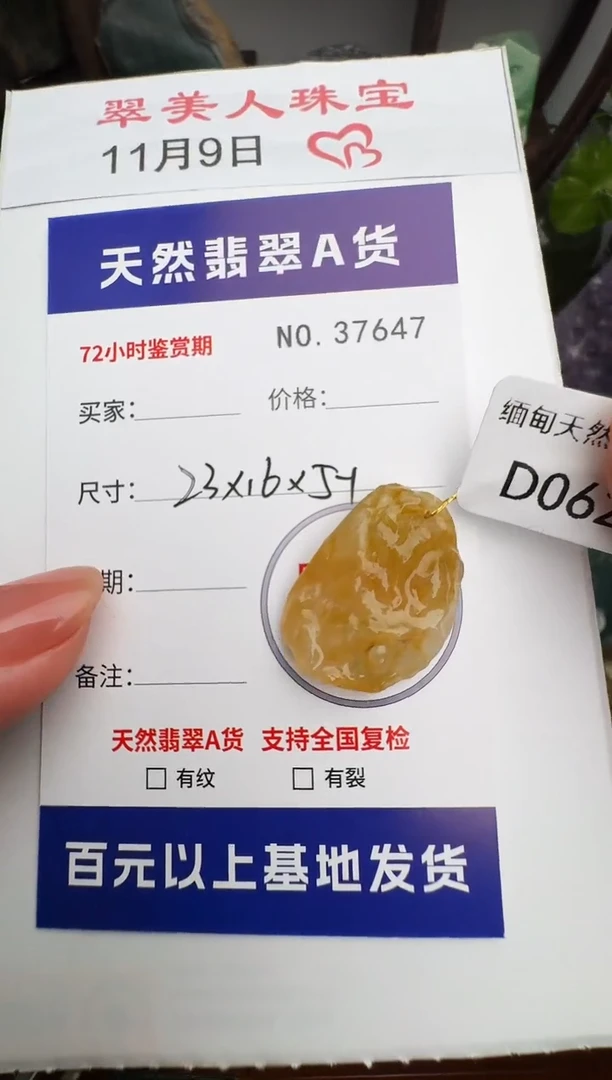 翠美人珠宝
11月9日
天然翡翠A货
72小时鉴赏期 NO.37647
买家: 价格:
尺寸: 23x16x54
缅甸天然
D062
期:
备注:
天然翡翠A货 支持全国复检
有纹 有裂
百元以上基地发货